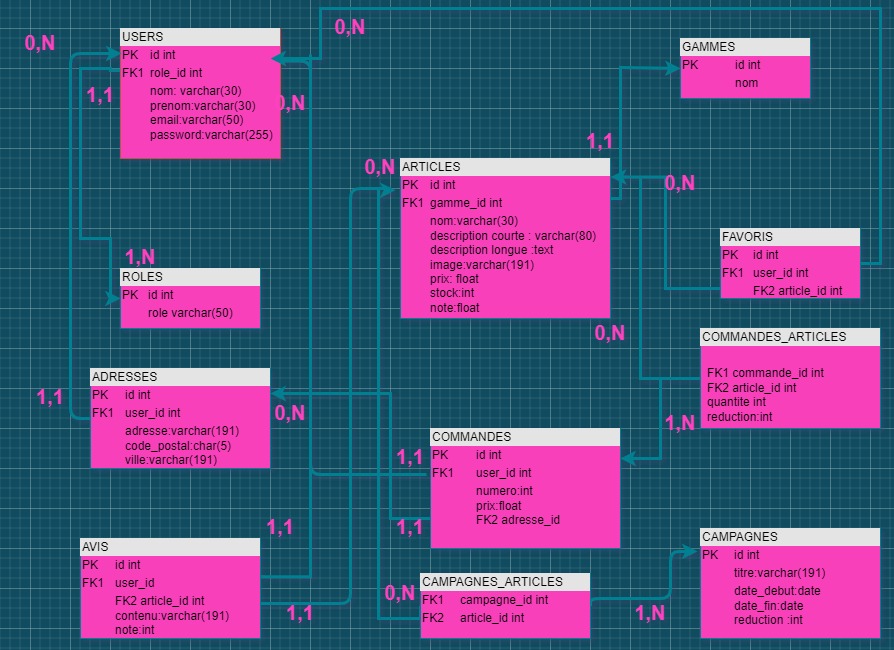 USERS
PK id int
FK1 role_id int
nom: varchar(30)
prenom:varchar(30)
email:varchar(50)
password:varchar(255)
0,N
0,N
1,1
0,N
GAMMES
PK id int
nom
1,1
0,N
ARTICLES
PK id int
FK1 gamme_id int
nom:varchar(30)
description courte : varchar(80)
description longue :text
image:varchar(191)
prix: float
stock:int
note:float
0,N
FAVORIS
PK id int
FK1 user_id int
FK2 article_id int
1,N
ROLES
PK id int
role varchar(50)
0,N
COMMANDES_ARTICLES
FK1 commande_id int
FK2 article_id int
quantite int
reduction:int
ADRESSES
PK id int
FK1 user_id int
adresse:varchar(191)
code_postal:char(5)
ville:varchar(191)
1,1
0,N
1,N
COMMANDES
PK id int
FK1 user_id int
numero:int
prix:float
FK2 adresse_id
1,1
1,1
1,1
AVIS
PK id int
FK1 user_id
FK2 article_id int
contenu:varchar(191)
note:int
1,1
0,N
CAMPAGNES_ARTICLES
FK1 campagne_id int
FK2 article_id int
1,N
CAMPAGNES
PK id int
titre:varchar(191)
date_debut:date
date_fin:date
reduction :int